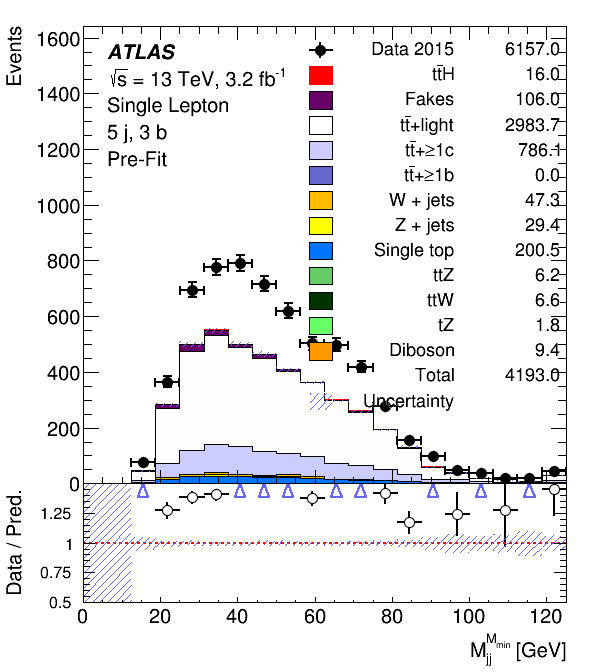 Events
1600
1400
1200
1000
800
600
400
200
0
ATLAS
√s = 13 TeV, 3.2 fb⁻¹
Single Lepton
5 j, 3 b
Pre-Fit
Data 2015 6157.0
tt̄H 16.0
Fakes 106.0
tt̄+light 2983.7
tt̄+≥1c 786.1
tt̄+≥1b 0.0
W + jets 47.3
Z + jets 29.4
Single top 200.5
ttZ 6.2
ttW 6.6
tZ 1.8
Diboson 9.4
Total 4193.0
Uncertainty
Data / Pred.
1.25
1
0.75
0.5
0 20 40 60 80 100 120
M_jj^M_min [GeV]